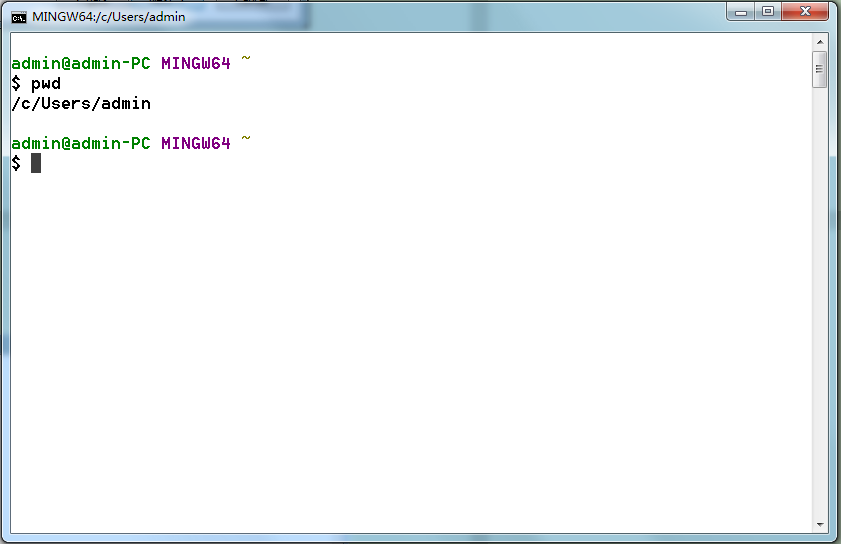 MINGW64:/c/Users/admin
admin@admin-PC MINGW64 ~
$ pwd
/c/Users/admin
admin@admin-PC MINGW64 ~
$